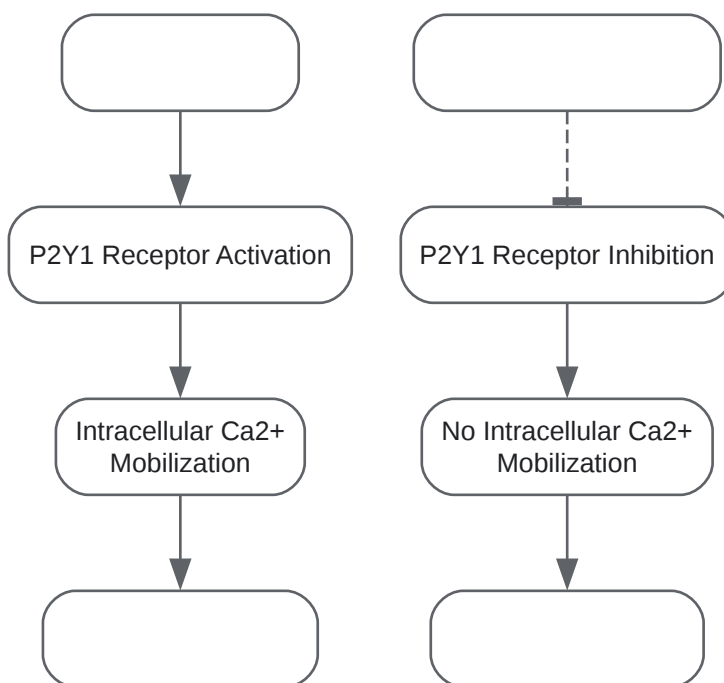 P2Y1 Receptor Activation
P2Y1 Receptor Inhibition
Intracellular Ca2+
Mobilization
No Intracellular Ca2+
Mobilization